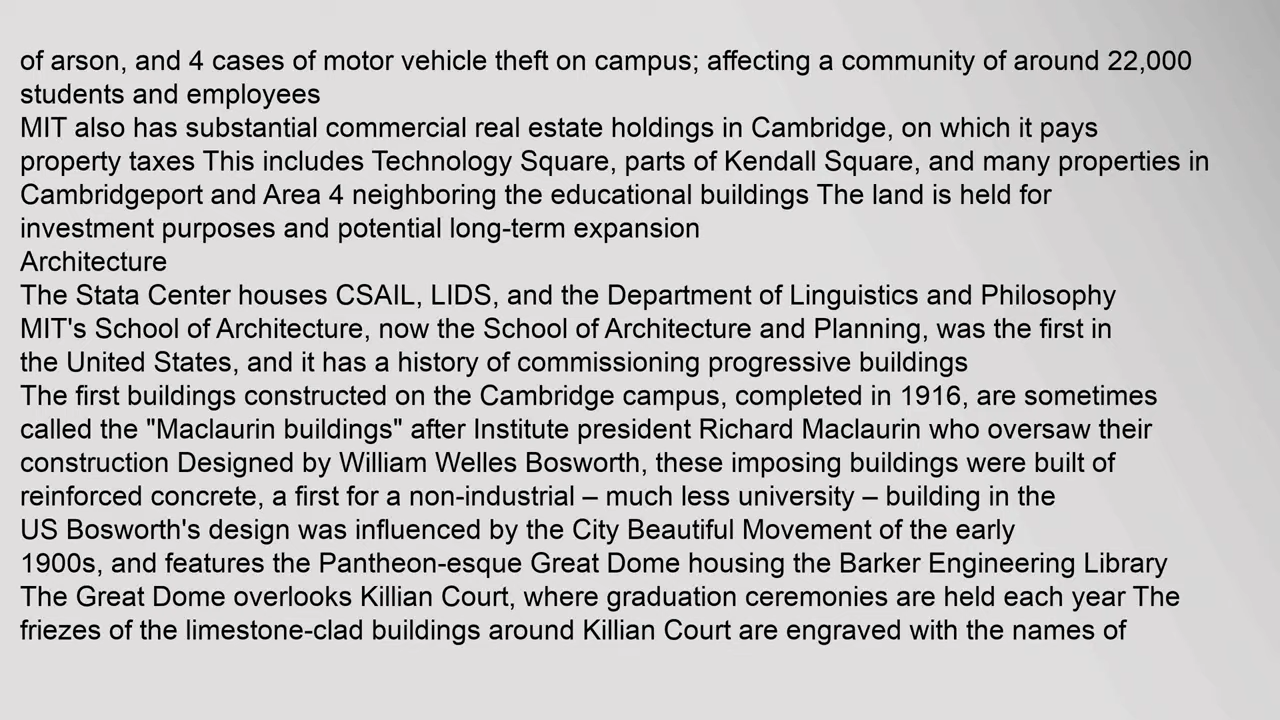 of arson, and 4 cases of motor vehicle theft on campus; affecting a community of around 22,000
students and employees
MIT also has substantial commercial real estate holdings in Cambridge, on which it pays
property taxes This includes Technology Square, parts of Kendall Square, and many properties in
Cambridgeport and Area 4 neighboring the educational buildings The land is held for
investment purposes and potential long-term expansion
Architecture
The Stata Center houses CSAIL, LIDS, and the Department of Linguistics and Philosophy
MIT's School of Architecture, now the School of Architecture and Planning, was the first in
the United States, and it has a history of commissioning progressive buildings
The first buildings constructed on the Cambridge campus, completed in 1916, are sometimes
called the "Maclaurin buildings" after Institute president Richard Maclaurin who oversaw their
construction Designed by William Welles Bosworth, these imposing buildings were built of
reinforced concrete, a first for a non-industrial – much less university – building in the
US Bosworth's design was influenced by the City Beautiful Movement of the early
1900s, and features the Pantheon-esque Great Dome housing the Barker Engineering Library
The Great Dome overlooks Killian Court, where graduation ceremonies are held each year The
friezes of the limestone-clad buildings around Killian Court are engraved with the names of